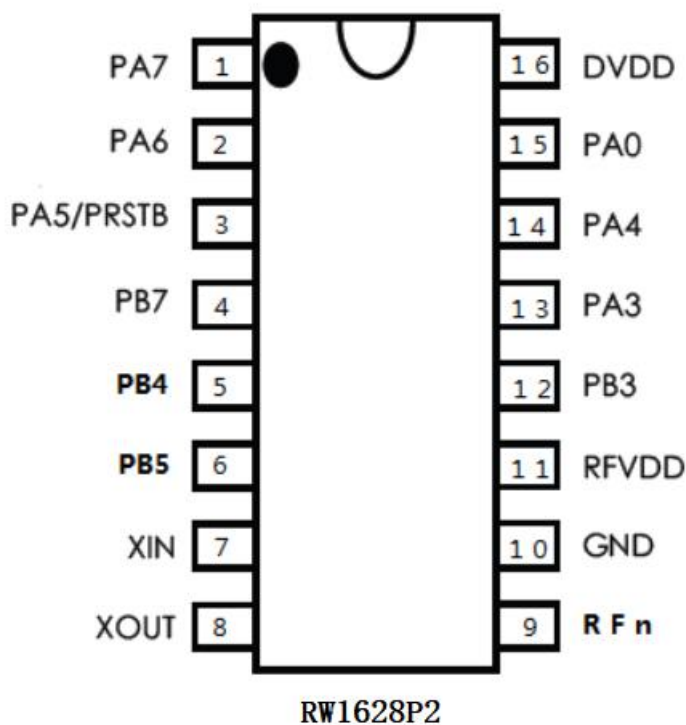 PA7 1 16 DVDD
PA6 2 15 PA0
PA5/PRSTB 3 14 PA4
PB7 4 13 PA3
PB4 5 12 PB3
PB5 6 11 RFVDD
XIN 7 10 GND
XOUT 8 9 RFn
RW1628P2